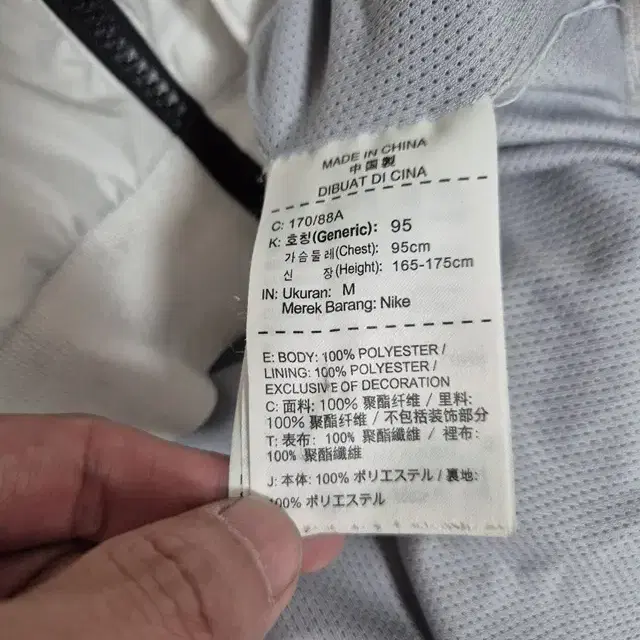 MADE IN CHINA
中国製
DIBUAT DI CINA
C: 170/88A
K: 호칭(Generic): 95
가슴둘레(Chest): 95cm
신 장(Height): 165-175cm
IN: Ukuran: M
Merek Barang: Nike
E: BODY: 100% POLYESTER /
LINING: 100% POLYESTER /
EXCLUSIVE OF DECORATION
C: 面料: 100% 聚酯纤维 / 里料:
100% 聚酯纤维 / 不包括装饰部分
T: 表布: 100% 聚酯纖維 / 裡布:
100% 聚酯纖維
J: 本体: 100% ポリエステル / 裏地:
100% ポリエステル